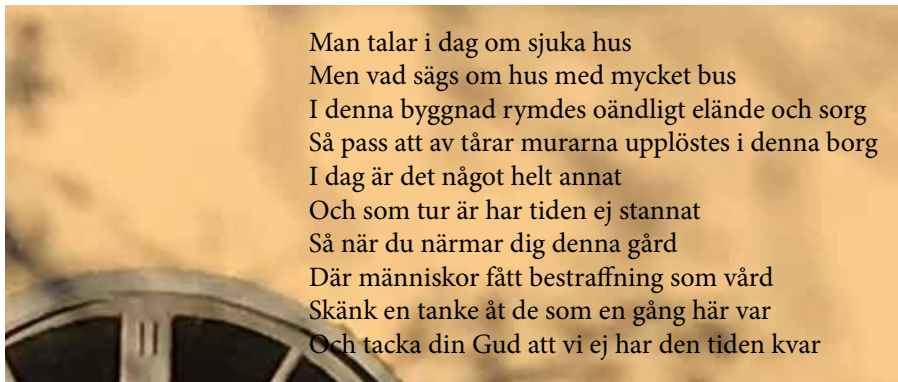 Man talar i dag om sjuka hus
Men vad sägs om hus med mycket bus
I denna byggnad rymdes oändligt elände och sorg
Så pass att av tårar murarna upplöstes i denna borg
I dag är det något helt annat
Och som tur är har tiden ej stannat
Så när du närmar dig denna gård
Där människor fått bestraffning som vård
Skänk en tanke åt de som en gång här var
Och tacka din Gud att vi ej har den tiden kvar